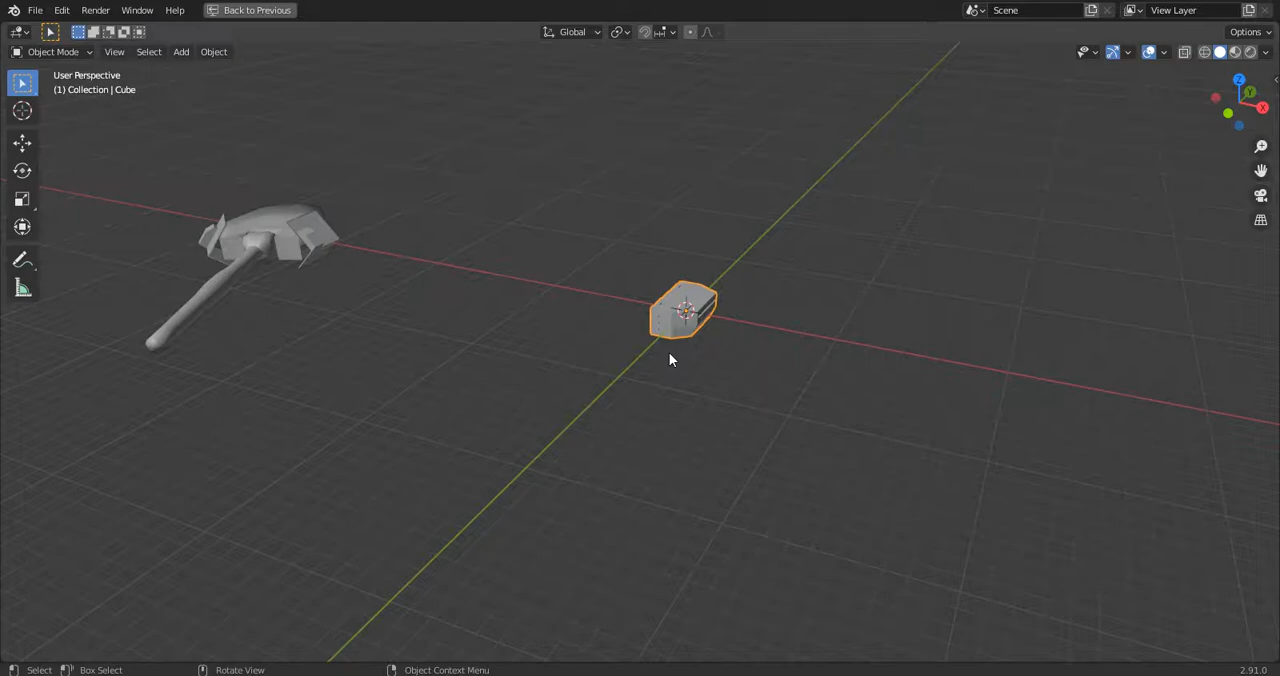 File Edit Render Window Help Back to Previous Scene View Layer
Global Options
Object Mode View Select Add Object
User Perspective
(1) Collection | Cube
Z
Y
X
Select Box Select Rotate View Object Context Menu 2.91.0